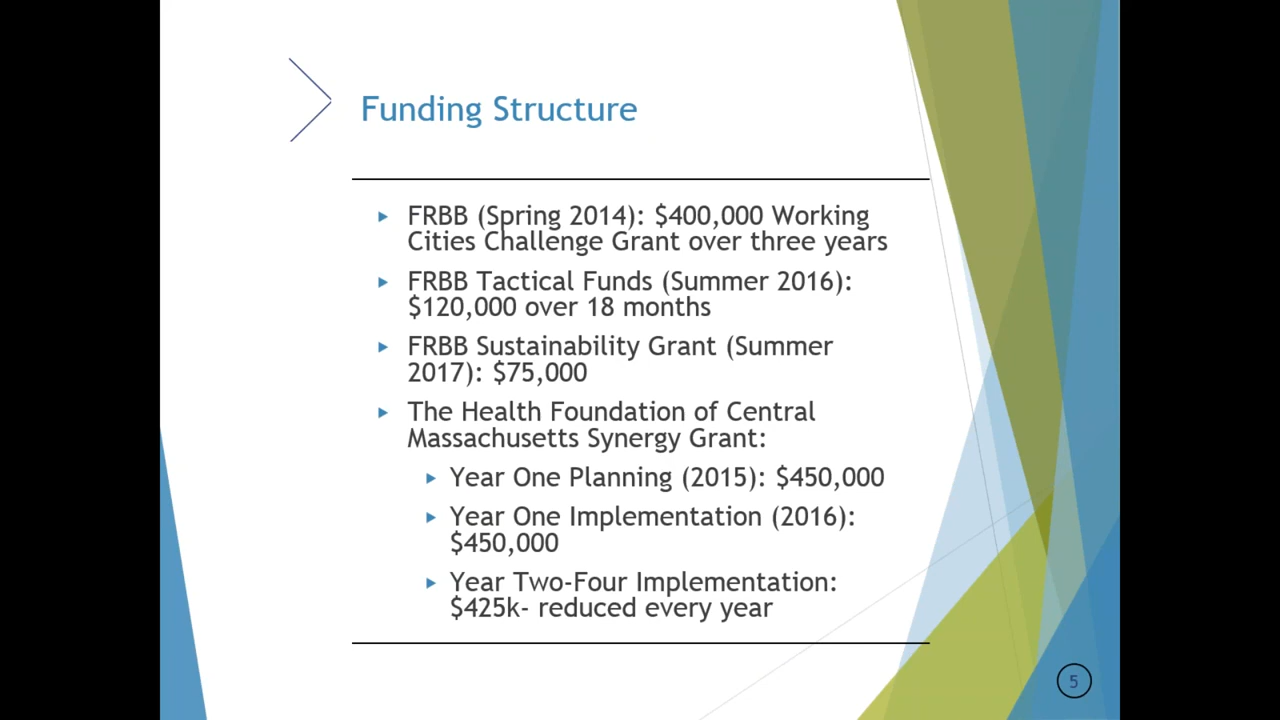 Funding Structure
FRBB (Spring 2014): $400,000 Working
Cities Challenge Grant over three years
FRBB Tactical Funds (Summer 2016):
$120,000 over 18 months
FRBB Sustainability Grant (Summer
2017): $75,000
The Health Foundation of Central
Massachusetts Synergy Grant:
Year One Planning (2015): $450,000
Year One Implementation (2016):
$450,000
Year Two-Four Implementation:
$425k- reduced every year
5